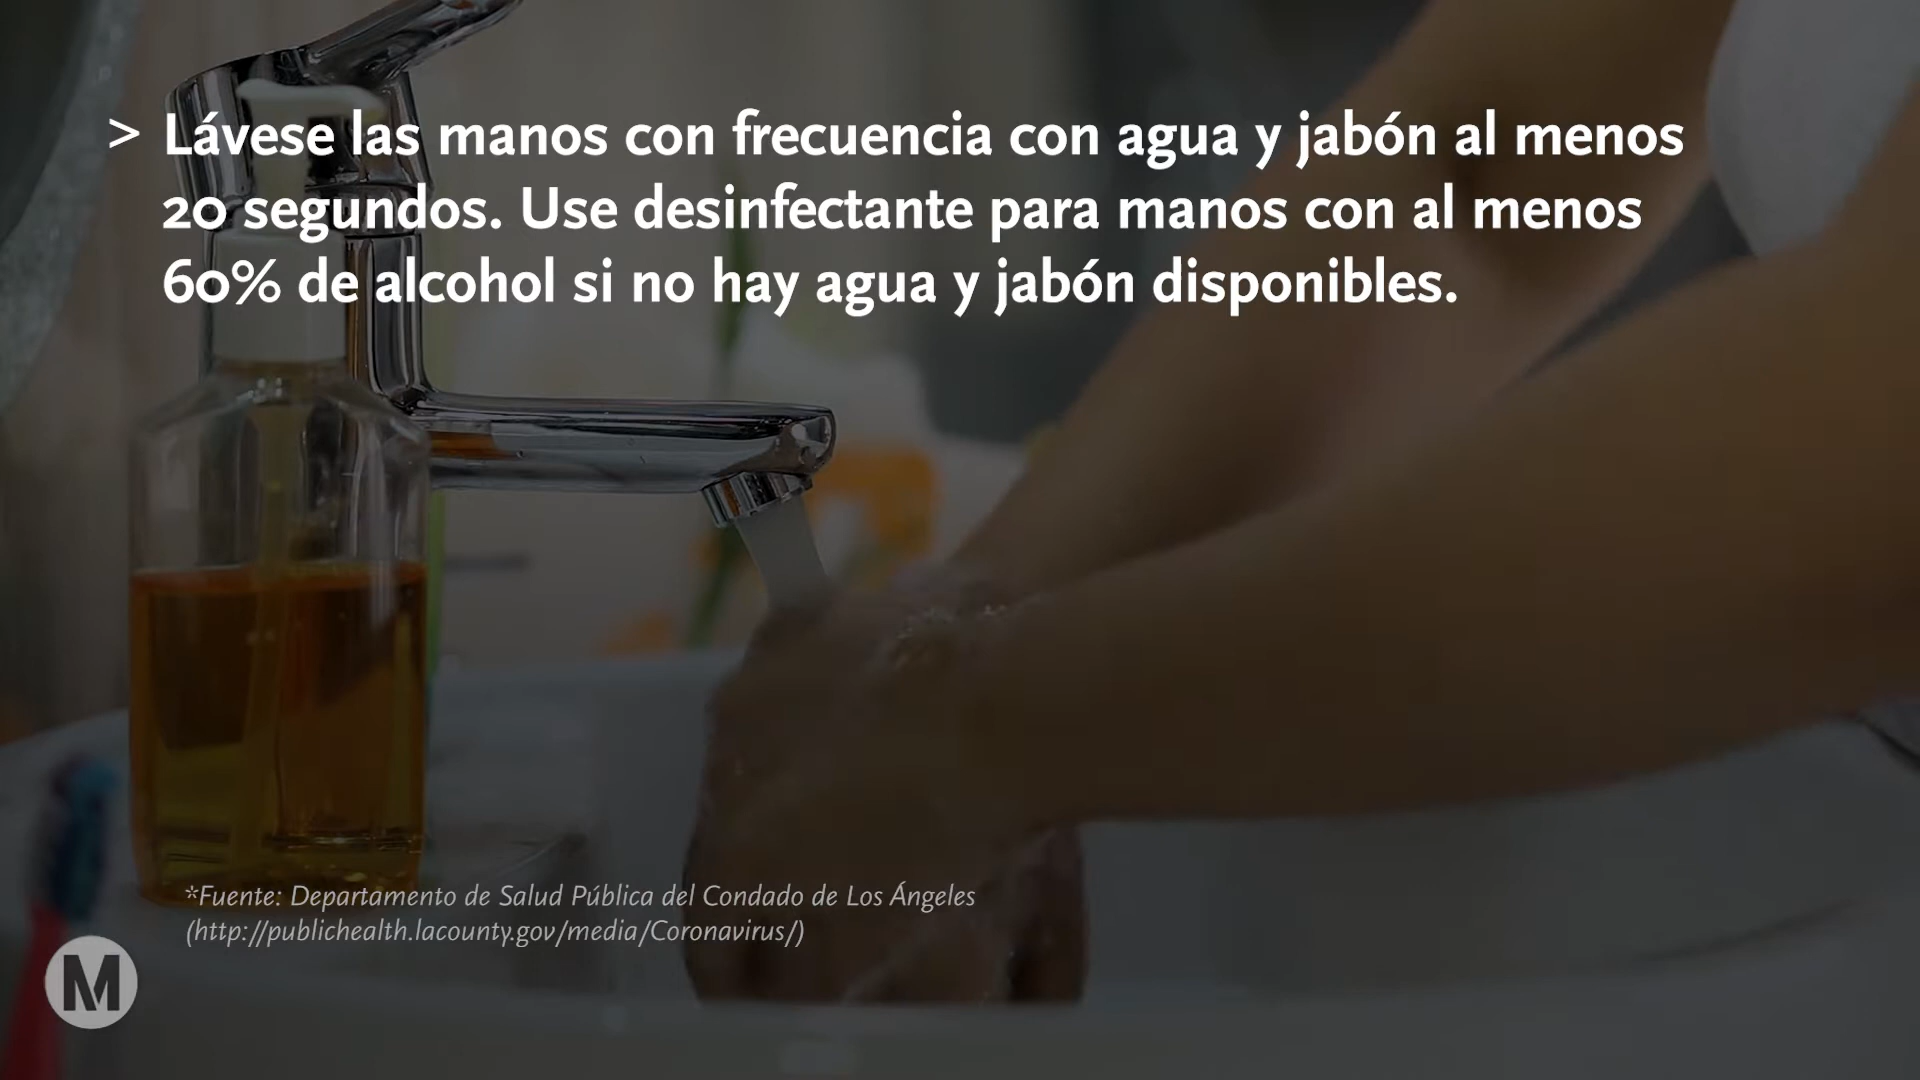 > Lávese las manos con frecuencia con agua y jabón al menos
20 segundos. Use desinfectante para manos con al menos
60% de alcohol si no hay agua y jabón disponibles.
*Fuente: Departamento de Salud Pública del Condado de Los Ángeles
(http://publichealth.lacounty.gov/media/Coronavirus/)
M